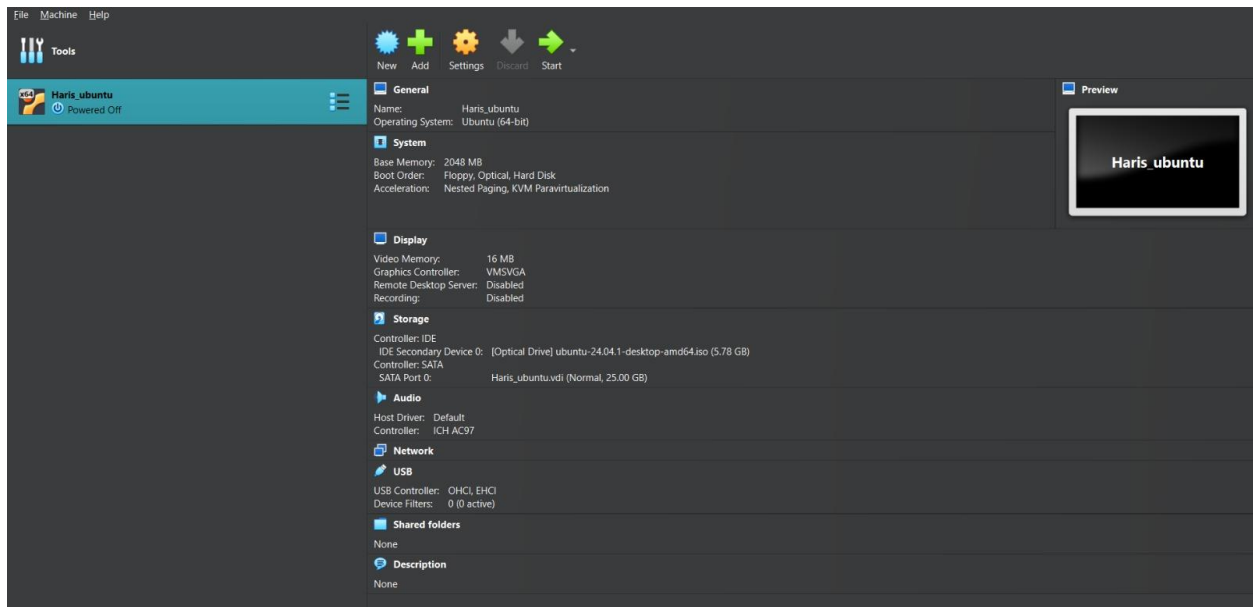 File Machine Help
Tools
New Add Settings Discard Start
x64 Haris_ubuntu
Powered Off
General
Name: Haris_ubuntu
Operating System: Ubuntu (64-bit)
System
Base Memory: 2048 MB
Boot Order: Floppy, Optical, Hard Disk
Acceleration: Nested Paging, KVM Paravirtualization
Preview
Haris_ubuntu
Display
Video Memory: 16 MB
Graphics Controller: VMSVGA
Remote Desktop Server: Disabled
Recording: Disabled
Storage
Controller: IDE
IDE Secondary Device 0: [Optical Drive] ubuntu-24.04.1-desktop-amd64.iso (5.78 GB)
Controller: SATA
SATA Port 0: Haris_ubuntu.vdi (Normal, 25.00 GB)
Audio
Host Driver: Default
Controller: ICH AC97
Network
USB
USB Controller: OHCI, EHCI
Device Filters: 0 (0 active)
Shared folders
None
Description
None